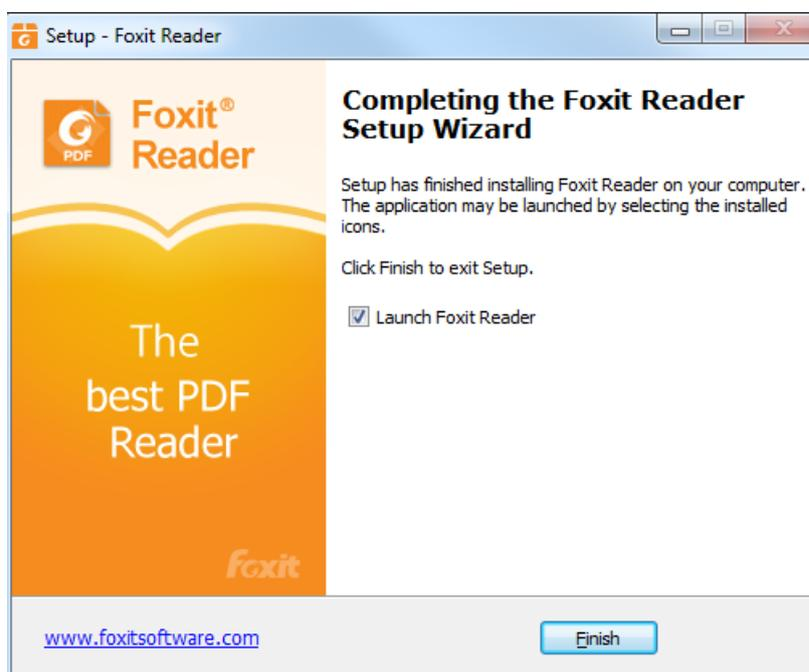 Setup - Foxit Reader
Foxit®
Reader
PDF
The
best PDF
Reader
foxit
Completing the Foxit Reader
Setup Wizard
Setup has finished installing Foxit Reader on your computer.
The application may be launched by selecting the installed
icons.
Click Finish to exit Setup.
Launch Foxit Reader
www.foxitsoftware.com
Finish